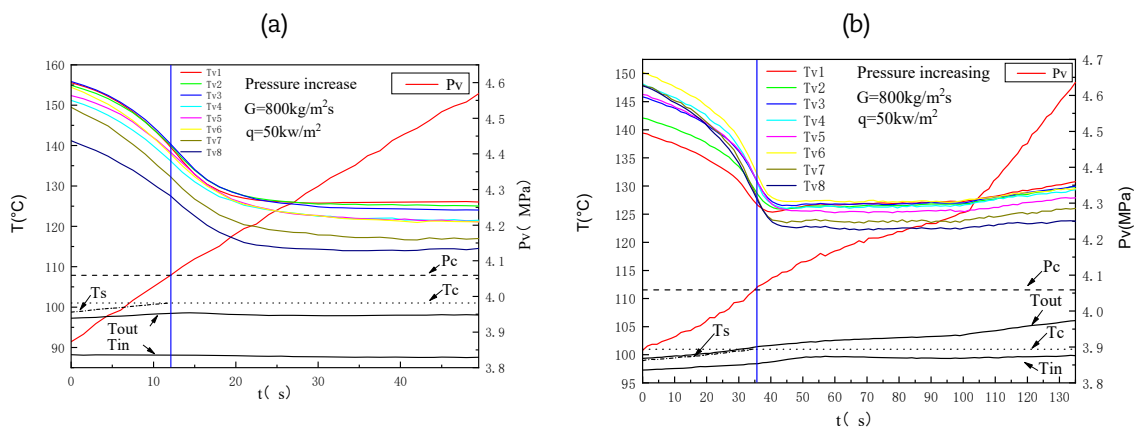 (a)
160
150
140
130
120
110
100
90
T(°C)
Tv1
Tv2
Tv3
Tv4
Tv5
Tv6
Tv7
Tv8
Pressure increase
G=800kg/m²s
q=50kw/m²
Pv
Pc
Tc
Ts
Tout
Tin
4.6
4.5
4.4
4.3
4.2
4.1
4.0
3.9
3.8
Pv( MPa)
0
10
20
30
40
t( s)
(b)
150
145
140
135
130
125
120
115
110
105
100
95
T(°C)
Tv1
Tv2
Tv3
Tv4
Tv5
Tv6
Tv7
Tv8
Pressure increasing
G=800kg/m²s
q=50kw/m²
Pv
Pc
Tout
Ts
Tc
Tin
4.7
4.6
4.5
4.4
4.3
4.2
4.1
4.0
3.9
3.8
Pv(MPa)
0 10 20 30 40 50 60 70 80 90 100 110 120 130
t( s)